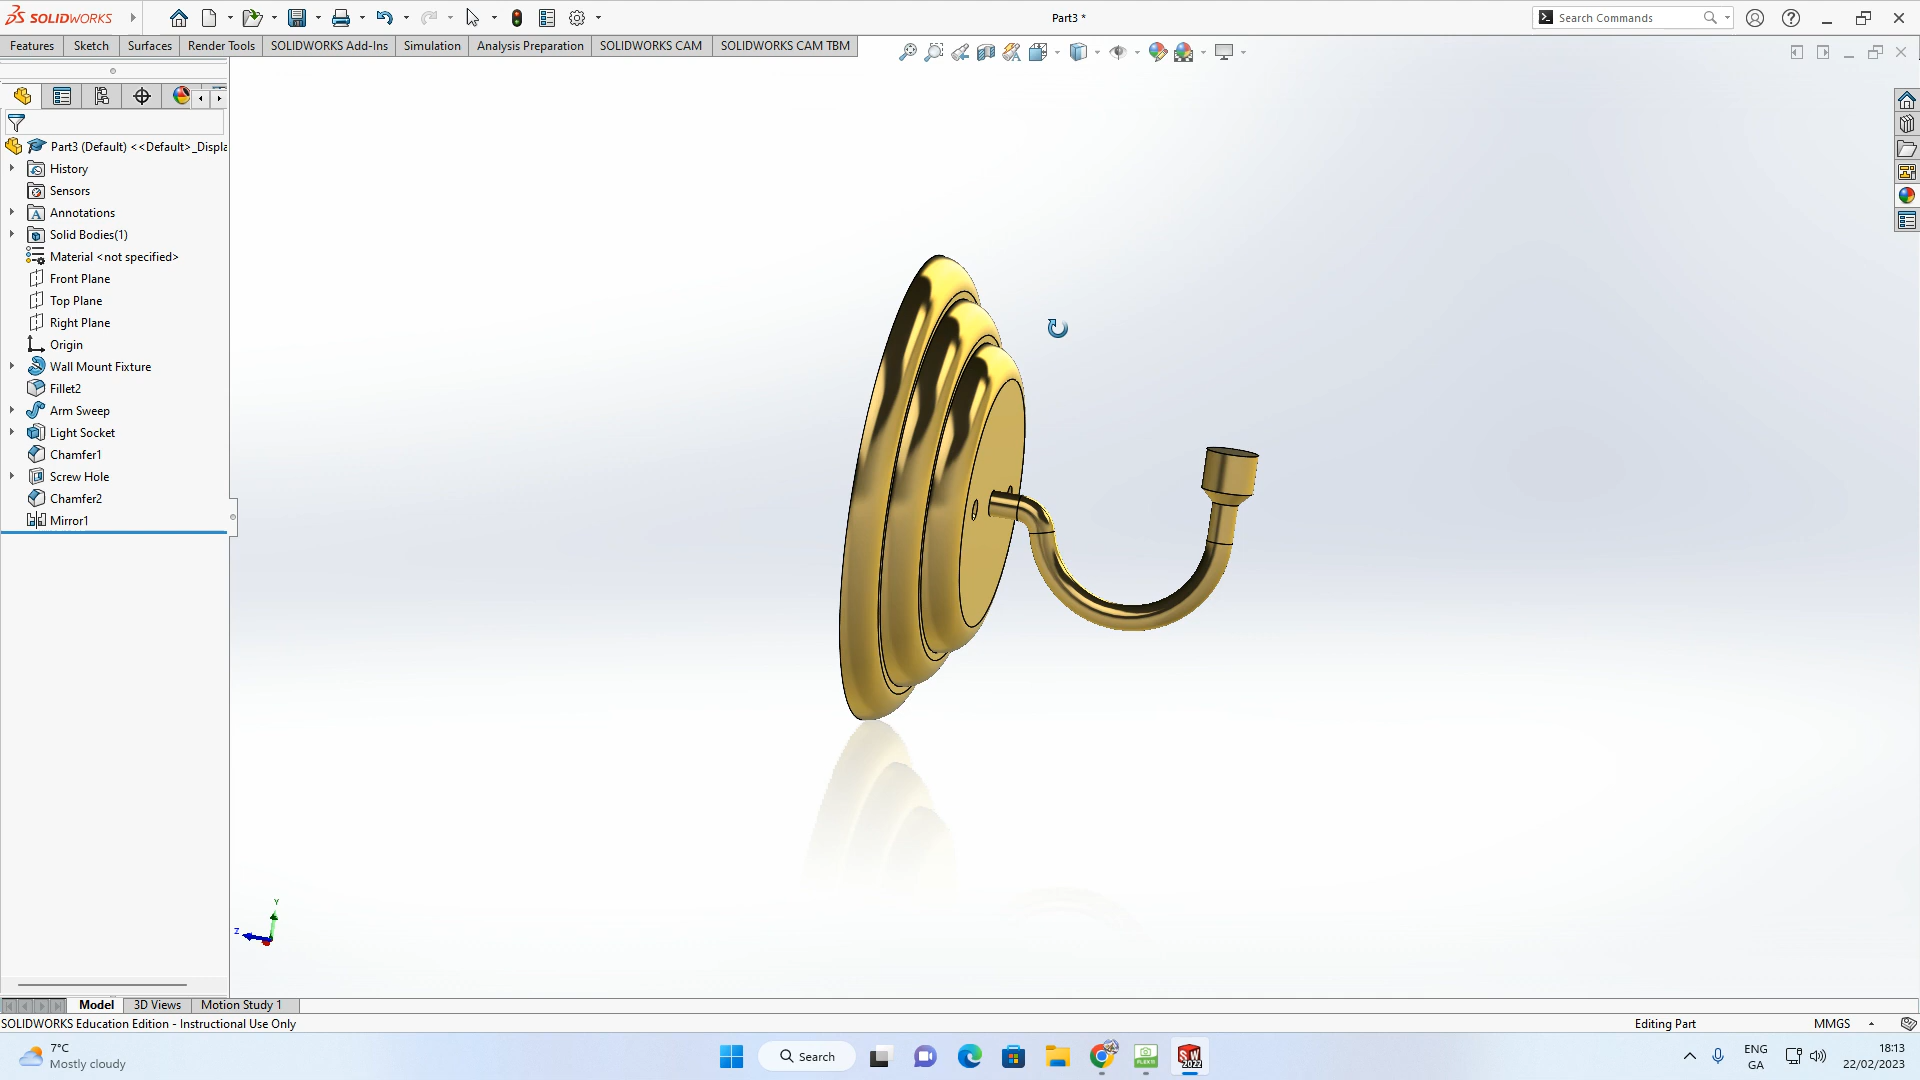 SOLIDWORKS
Part3 *
Search Commands
Features
Sketch
Surfaces
Render Tools
SOLIDWORKS Add-Ins
Simulation
Analysis Preparation
SOLIDWORKS CAM
SOLIDWORKS CAM TBM
Part3 (Default) <<Default>_Displa
History
Sensors
Annotations
Solid Bodies(1)
Material <not specified>
Front Plane
Top Plane
Right Plane
Origin
Wall Mount Fixture
Fillet2
Arm Sweep
Light Socket
Chamfer1
Screw Hole
Chamfer2
Mirror1
Y
Z
Model
3D Views
Motion Study 1
SOLIDWORKS Education Edition - Instructional Use Only
Editing Part
MMGS
7°C
Mostly cloudy
Search
SW
2022
ENG
GA
18:13
22/02/2023